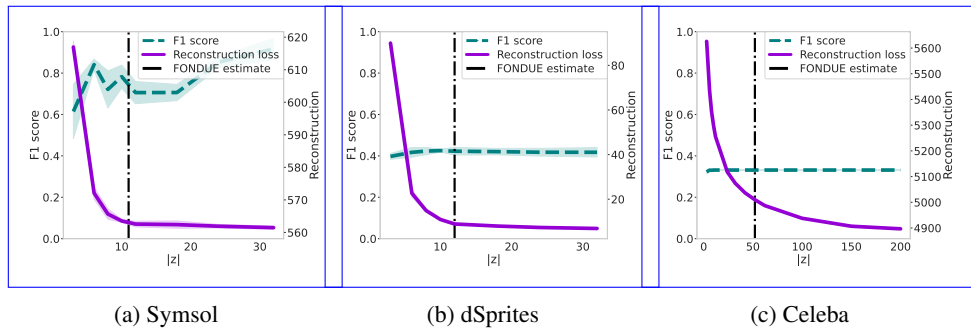 1.0
0.8
0.6
0.4
0.2
0.0
F1 score
10
20
30
|z|
620
610
600
590
580
570
560
Reconstruction
F1 score
Reconstruction loss
FONDUE estimate
(a) Symsol
1.0
0.8
0.6
0.4
0.2
0.0
F1 score
10
20
30
|z|
80
60
40
20
Reconstruction
F1 score
Reconstruction loss
FONDUE estimate
(b) dSprites
1.0
0.8
0.6
0.4
0.2
0.0
F1 score
0
50
100
150
200
|z|
5600
5500
5400
5300
5200
5100
5000
4900
Reconstruction
F1 score
Reconstruction loss
FONDUE estimate
(c) Celeba